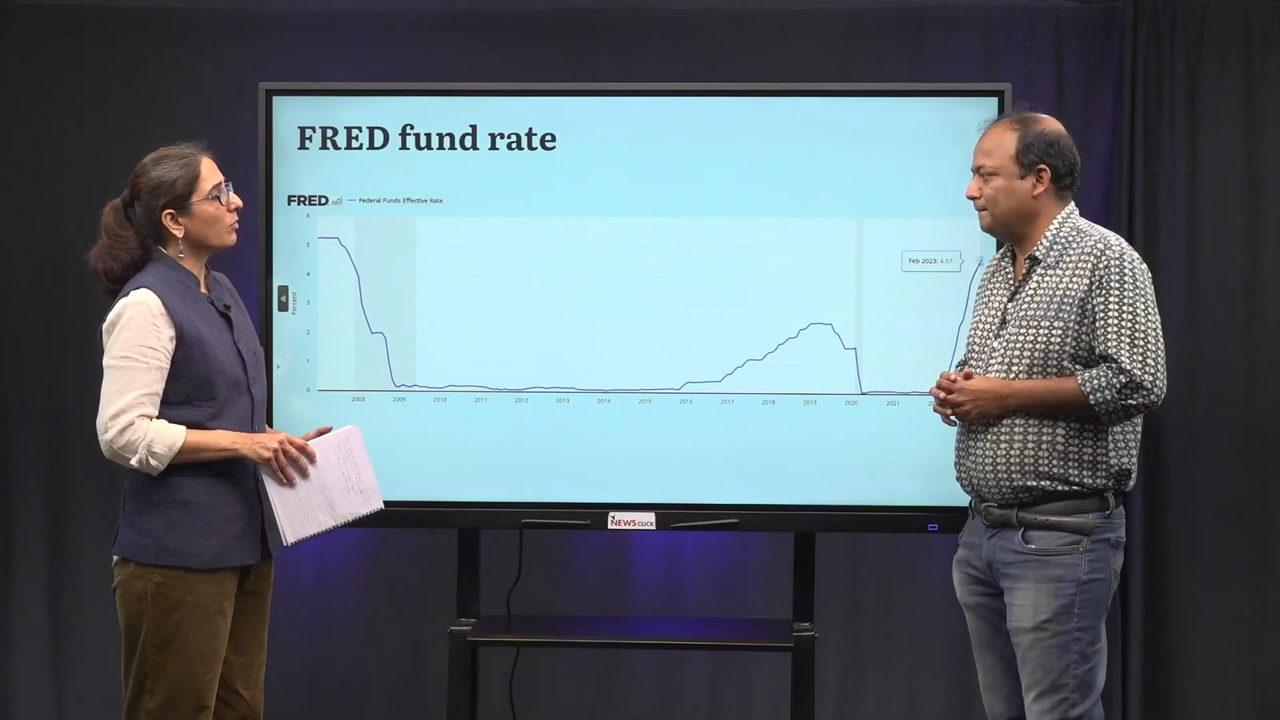 FRED fund rate
FRED — Federal Funds Effective Rate
6
5
4
3
2
1
0
Percent
Feb 2023: 4.57
2008 2009 2010 2011 2012 2013 2014 2015 2016 2017 2018 2019 2020 2021
NEWSCLICK